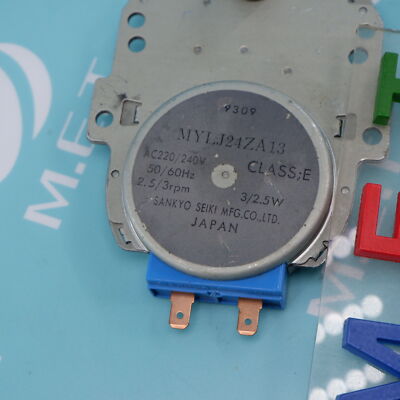 9309
MYLJ24ZA13
AC220/240V CLASS;E
50/60Hz
2.5/3rpm 3/2.5W
SANKYO SEIKI MFG.CO.,LTD.
JAPAN
M.E.T
M.E.T